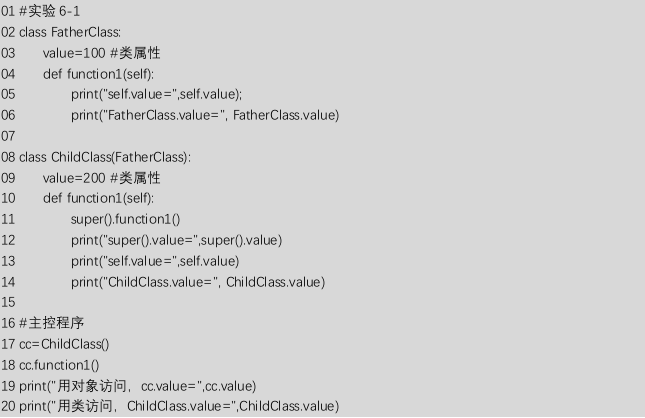 01 #实验 6-1
02 class FatherClass:
03 value=100 #类属性
04 def function1(self):
05 print("self.value=",self.value);
06 print("FatherClass.value=", FatherClass.value)
07
08 class ChildClass(FatherClass):
09 value=200 #类属性
10 def function1(self):
11 super().function1()
12 print("super().value=",super().value)
13 print("self.value=",self.value)
14 print("ChildClass.value=", ChildClass.value)
15
16 #主控程序
17 cc=ChildClass()
18 cc.function1()
19 print("用对象访问，cc.value=",cc.value)
20 print("用类访问，ChildClass.value=",ChildClass.value)